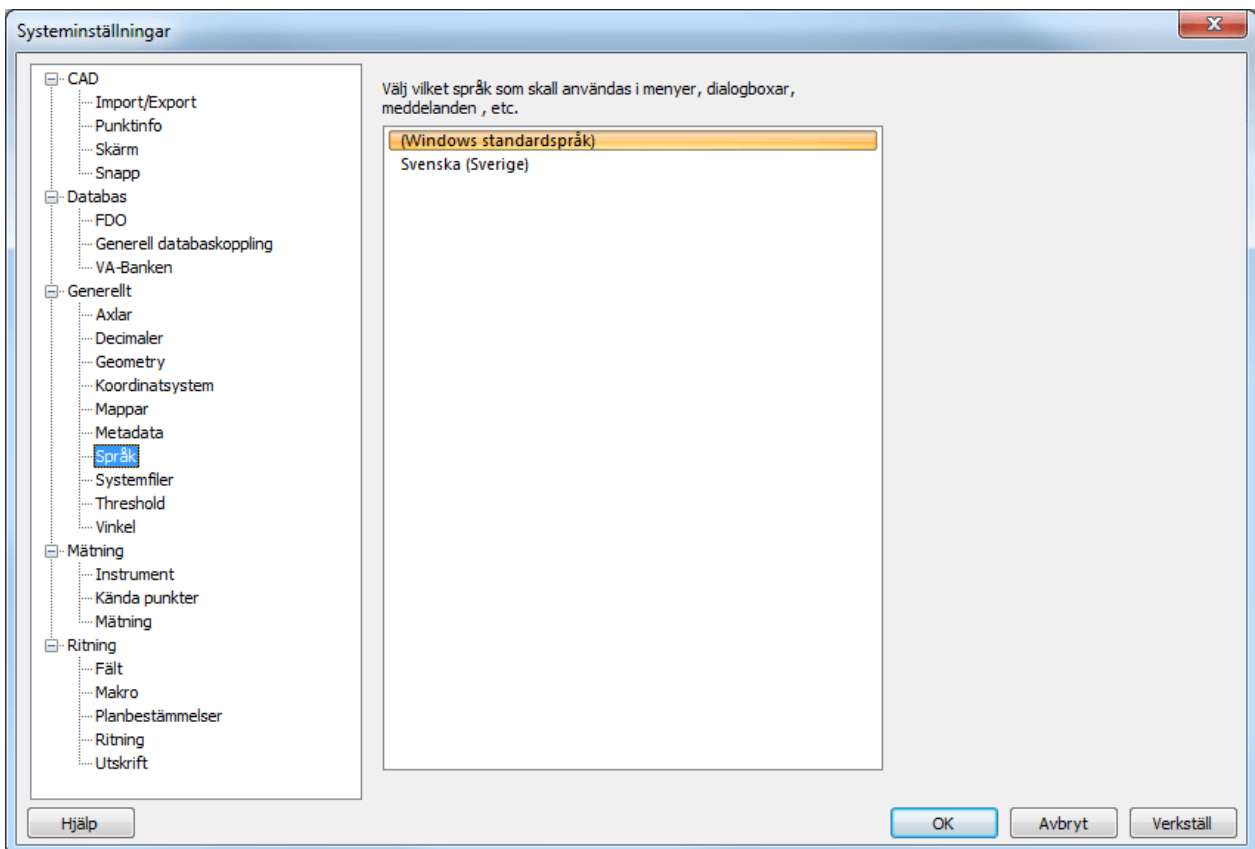 Systeminställningar
CAD
Import/Export
Punktinfo
Skärm
Snapp
Databas
FDO
Generell databaskoppling
VA-Banken
Generellt
Axlar
Decimaler
Geometry
Koordinatsystem
Mappar
Metadata
Språk
Systemfiler
Threshold
Vinkel
Mätning
Instrument
Kända punkter
Mätning
Ritning
Fält
Makro
Planbestämmelser
Ritning
Utskrift
Välj vilket språk som skall användas i menyer, dialogboxar,
meddelanden , etc.
(Windows standardspråk)
Svenska (Sverige)
Hjälp
OK
Avbryt
Verkställ